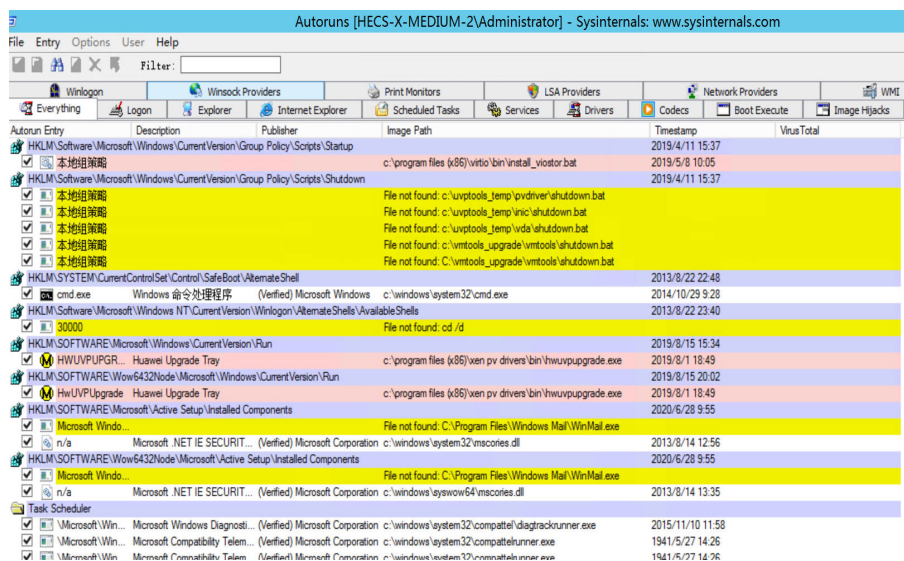 Autoruns [HECS-X-MEDIUM-2\Administrator] - Sysinternals: www.sysinternals.com
File Entry Options User Help
Filter:
Winlogon Winsock Providers Print Monitors LSA Providers Network Providers WMI
Everything Logon Explorer Internet Explorer Scheduled Tasks Services Drivers Codecs Boot Execute Image Hijacks
Autorun Entry Description Publisher Image Path Timestamp VirusTotal
HKLM\Software\Microsoft\Windows\CurrentVersion\Group Policy\Scripts\Startup 2019/4/11 15:37
本地组策略 c:\program files (x86)\virtio\bin\install_viostor.bat 2019/5/8 10:05
HKLM\Software\Microsoft\Windows\CurrentVersion\Group Policy\Scripts\Shutdown 2019/4/11 15:37
本地组策略 File not found: c:\uvptools_temp\pvdriver\shutdown.bat
本地组策略 File not found: c:\uvptools_temp\inic\shutdown.bat
本地组策略 File not found: c:\uvptools_temp\vda\shutdown.bat
本地组策略 File not found: c:\vmtools_upgrade\vmtools\shutdown.bat
本地组策略 File not found: C:\vmtools_upgrade\vmtools\shutdown.bat
HKLM\SYSTEM\CurrentControlSet\Control\SafeBoot\AlternateShell 2013/8/22 22:48
cmd.exe Windows 命令处理程序 (Verified) Microsoft Windows c:\windows\system32\cmd.exe 2014/10/29 9:28
HKLM\Software\Microsoft\Windows NT\CurrentVersion\Winlogon\AlternateShells\AvailableShells 2013/8/22 23:40
30000 File not found: cd /d
HKLM\SOFTWARE\Microsoft\Windows\CurrentVersion\Run 2019/8/15 15:34
HWUVPUPGR... Huawei Upgrade Tray c:\program files (x86)\xen pv drivers\bin\hwuvpupgrade.exe 2019/8/1 18:49
HKLM\SOFTWARE\Wow6432Node\Microsoft\Windows\CurrentVersion\Run 2019/8/15 20:02
HwUVPUpgrade Huawei Upgrade Tray c:\program files (x86)\xen pv drivers\bin\hwuvpupgrade.exe 2019/8/1 18:49
HKLM\SOFTWARE\Microsoft\Active Setup\Installed Components 2020/6/28 9:55
Microsoft Windo... File not found: C:\Program Files\Windows Mail\WinMail.exe
n/a Microsoft .NET IE SECURIT... (Verified) Microsoft Corporation c:\windows\system32\mscories.dll 2013/8/14 12:56
HKLM\SOFTWARE\Wow6432Node\Microsoft\Active Setup\Installed Components 2020/6/28 9:55
Microsoft Windo... File not found: C:\Program Files\Windows Mail\WinMail.exe
n/a Microsoft .NET IE SECURIT... (Verified) Microsoft Corporation c:\windows\syswow64\mscories.dll 2013/8/14 13:35
Task Scheduler
\Microsoft\Win... Microsoft Windows Diagnosti... (Verified) Microsoft Corporation c:\windows\system32\compattel\diagtrackrunner.exe 2015/11/10 11:58
\Microsoft\Win... Microsoft Compatibility Telem... (Verified) Microsoft Corporation c:\windows\system32\compattelrunner.exe 1941/5/27 14:26
\Microsoft\Win... Microsoft Compatibility Telem... (Verified) Microsoft Corporation c:\windows\system32\compattelrunner.exe 1941/5/27 14:26